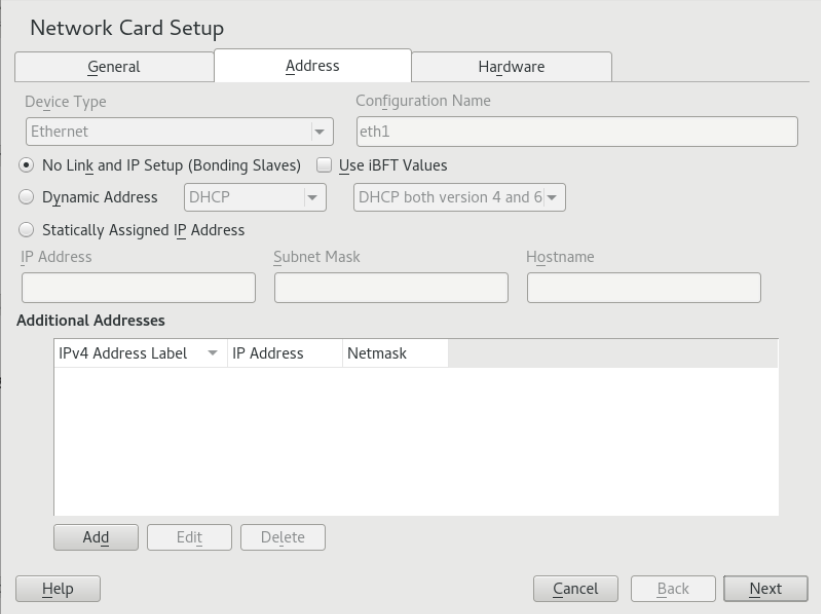 Network Card Setup
General Address Hardware
Device Type Configuration Name
Ethernet eth1
No Link and IP Setup (Bonding Slaves) Use iBFT Values
Dynamic Address DHCP DHCP both version 4 and 6
Statically Assigned IP Address
IP Address Subnet Mask Hostname
Additional Addresses
IPv4 Address Label IP Address Netmask
Add Edit Delete
Help Cancel Back Next